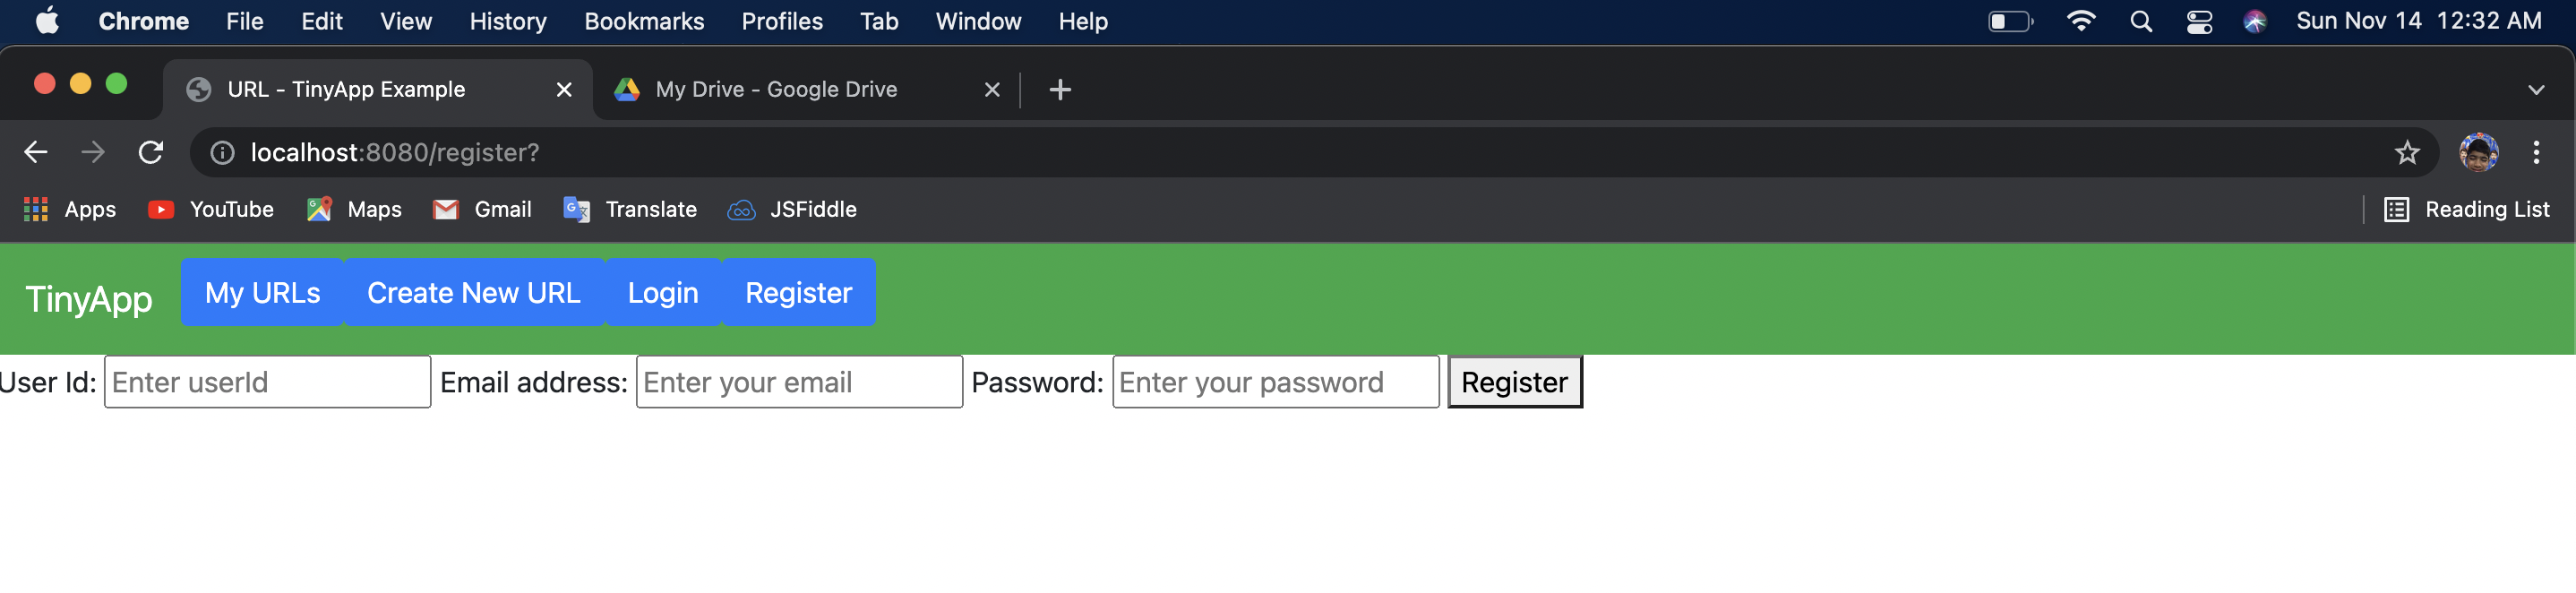 Chrome File Edit View History Bookmarks Profiles Tab Window Help Sun Nov 14 12:32 AM
URL - TinyApp Example My Drive - Google Drive
localhost:8080/register?
Apps YouTube Maps Gmail Translate JSFiddle Reading List
TinyApp My URLs Create New URL Login Register
User Id: Enter userId Email address: Enter your email Password: Enter your password Register